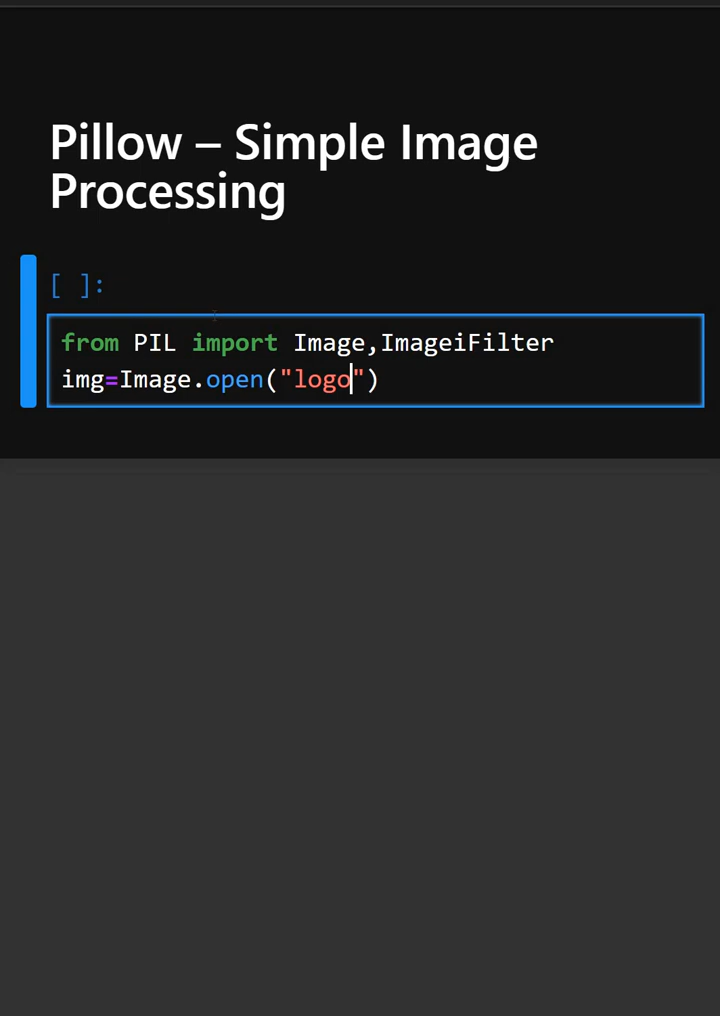 Pillow – Simple Image
Processing
[ ]:
from PIL import Image,ImageiFilter
img=Image.open("logo")